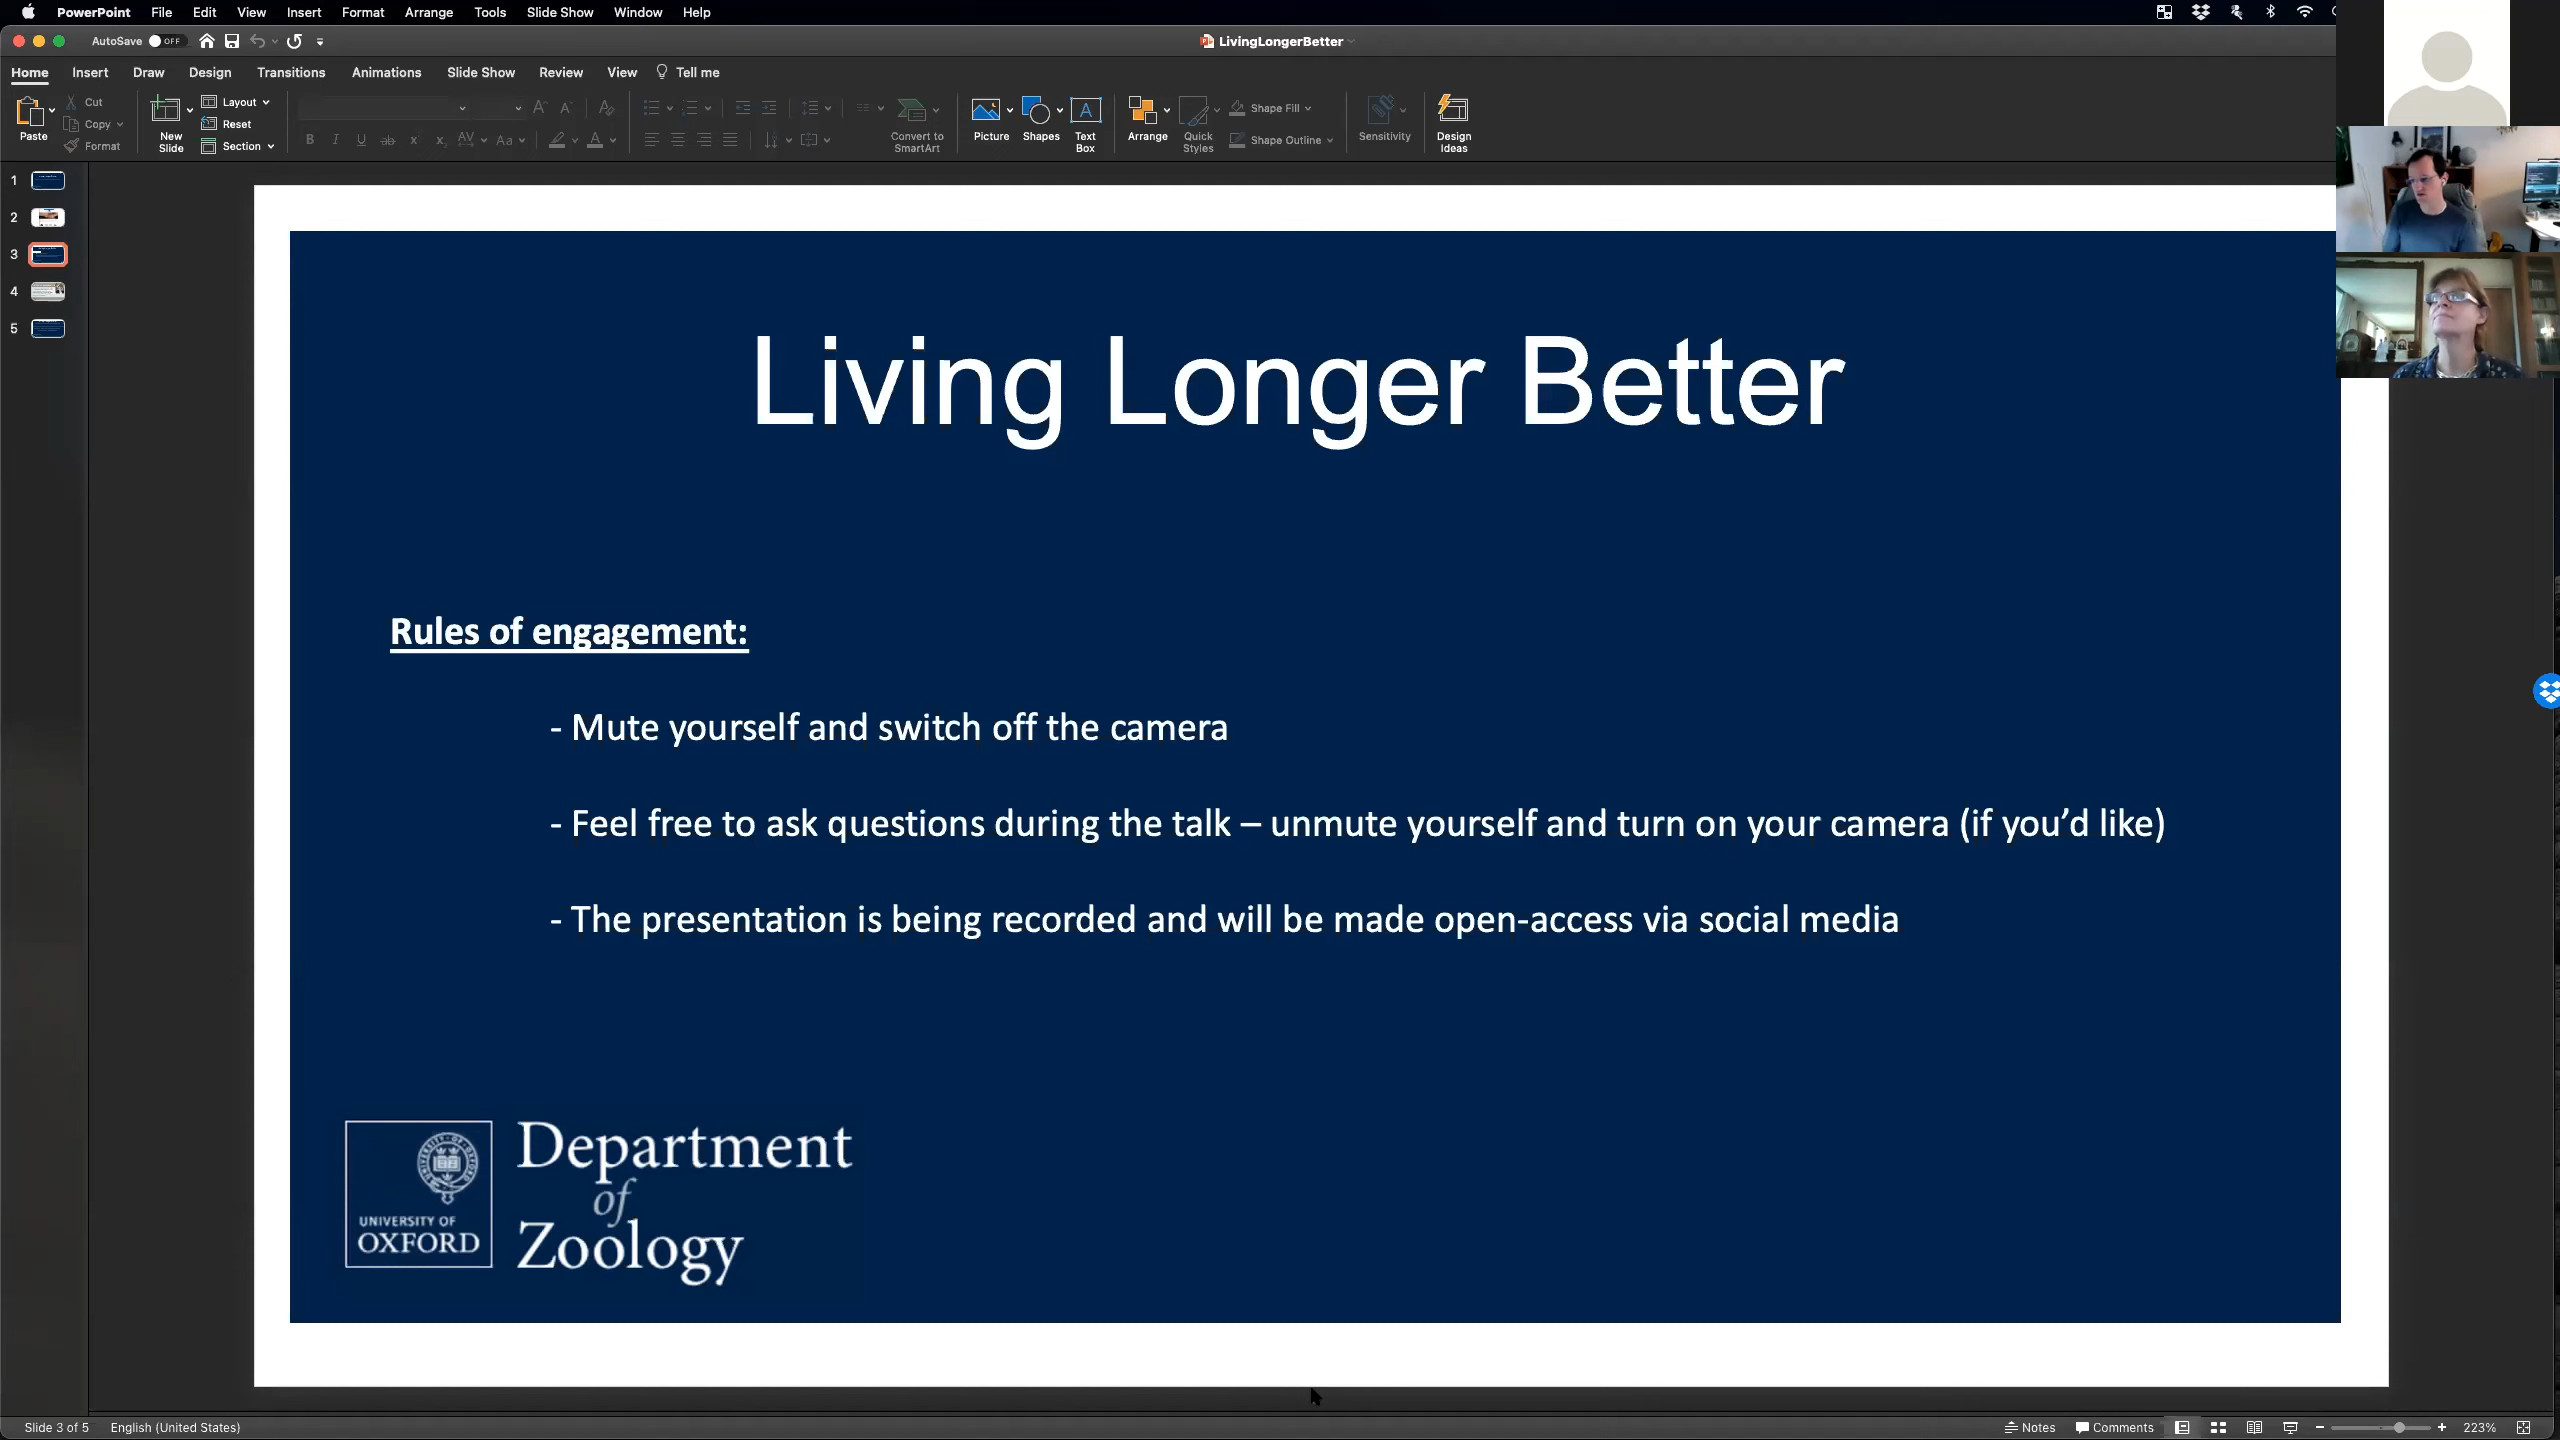 PowerPoint File Edit View Insert Format Arrange Tools Slide Show Window Help
AutoSave OFF
LivingLongerBetter
Home Insert Draw Design Transitions Animations Slide Show Review View Tell me
Paste
Cut
Copy
Format
New Slide
Layout
Reset
Section
Convert to SmartArt
Picture
Shapes
Text Box
Arrange
Quick Styles
Shape Fill
Shape Outline
Sensitivity
Design Ideas
1
2
3
4
5
Living Longer Better
Rules of engagement:
- Mute yourself and switch off the camera
- Feel free to ask questions during the talk – unmute yourself and turn on your camera (if you’d like)
- The presentation is being recorded and will be made open-access via social media
UNIVERSITY OF
OXFORD
Department
of
Zoology
Slide 3 of 5 English (United States)
Notes Comments 223%